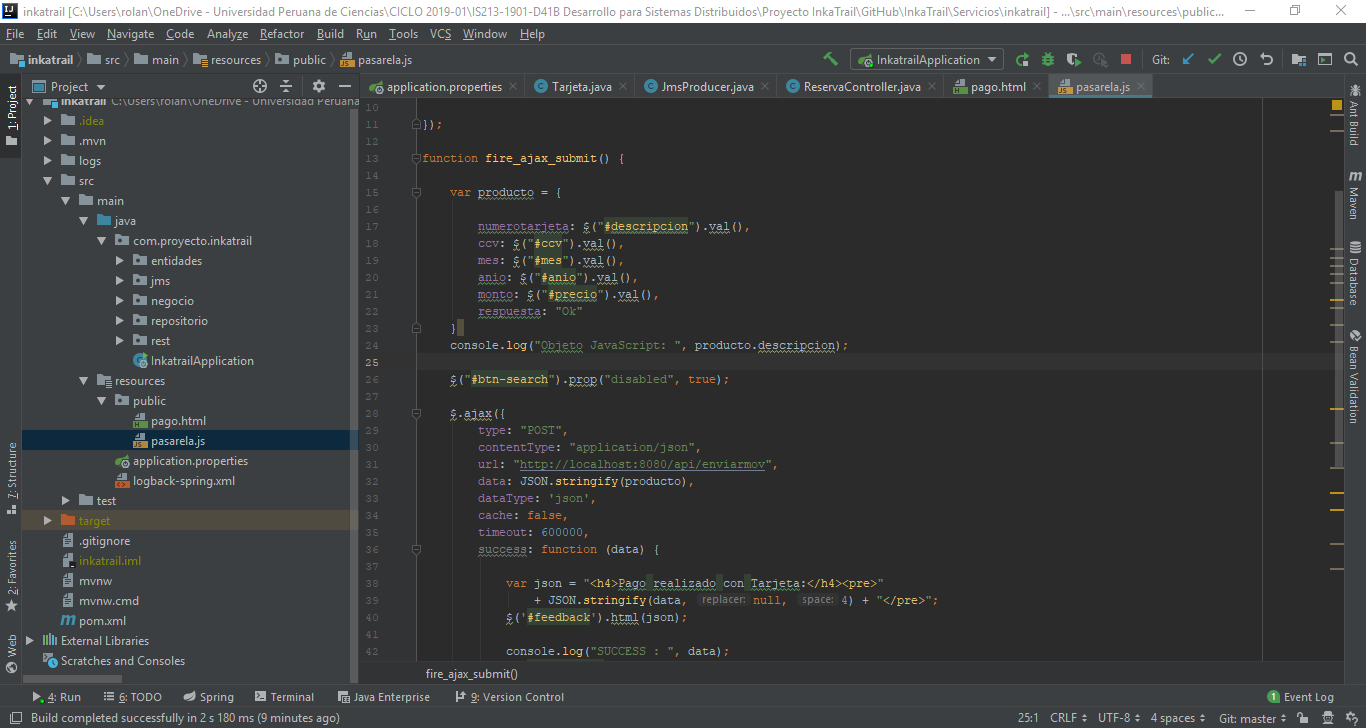 inkatrail [C:\Users\rolan\OneDrive - Universidad Peruana de Ciencias\CICLO 2019-01\IS213-1901-D41B Desarrollo para Sistemas Distribuidos\Proyecto InkaTrail\GitHub\InkaTrail\Servicios\inkatrail] - ...\src\main\resources\public...
File Edit View Navigate Code Analyze Refactor Build Run Tools VCS Window Help
inkatrail src main resources public pasarela.js InkatrailApplication Git:
Project
application.properties Tarjeta.java JmsProducer.java ReservaController.java pago.html pasarela.js
1: Project
7: Structure
2: Favorites
Web
inkatrail C:\Users\rolan\OneDrive - Universidad Peruana
.idea
.mvn
logs
src
main
java
com.proyecto.inkatrail
entidades
jms
negocio
repositorio
rest
InkatrailApplication
resources
public
pago.html
pasarela.js
application.properties
logback-spring.xml
test
target
.gitignore
inkatrail.iml
mvnw
mvnw.cmd
pom.xml
External Libraries
Scratches and Consoles
10
11 });
12
13 function fire_ajax_submit() {
14
15 var producto = {
16
17 numerotarjeta: $("#descripcion").val(),
18 ccv: $("#ccv").val(),
19 mes: $("#mes").val(),
20 anio: $("#anio").val(),
21 monto: $("#precio").val(),
22 respuesta: "Ok"
23 }
24 console.log("Objeto JavaScript: ", producto.descripcion);
25
26 $("#btn-search").prop("disabled", true);
27
28 $.ajax({
29 type: "POST",
30 contentType: "application/json",
31 url: "http://localhost:8080/api/enviarmov",
32 data: JSON.stringify(producto),
33 dataType: 'json',
34 cache: false,
35 timeout: 600000,
36 success: function (data) {
37
38 var json = "<h4>Pago realizado con Tarjeta:</h4><pre>"
39 + JSON.stringify(data, replacer: null, space: 4) + "</pre>";
40 $('#feedback').html(json);
41
42 console.log("SUCCESS : ", data);
fire_ajax_submit()
Ant Build
Maven
Database
Bean Validation
4: Run 6: TODO Spring Terminal Java Enterprise 9: Version Control 1 Event Log
Build completed successfully in 2 s 180 ms (9 minutes ago) 25:1 CRLF UTF-8 4 spaces Git: master